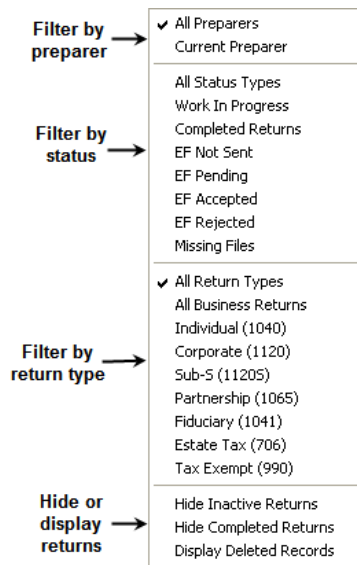 Filter by
preparer
✓ All Preparers
Current Preparer
Filter by
status
All Status Types
Work In Progress
Completed Returns
EF Not Sent
EF Pending
EF Accepted
EF Rejected
Missing Files
Filter by
return type
✓ All Return Types
All Business Returns
Individual (1040)
Corporate (1120)
Sub-S (1120S)
Partnership (1065)
Fiduciary (1041)
Estate Tax (706)
Tax Exempt (990)
Hide or
display
returns
Hide Inactive Returns
Hide Completed Returns
Display Deleted Records